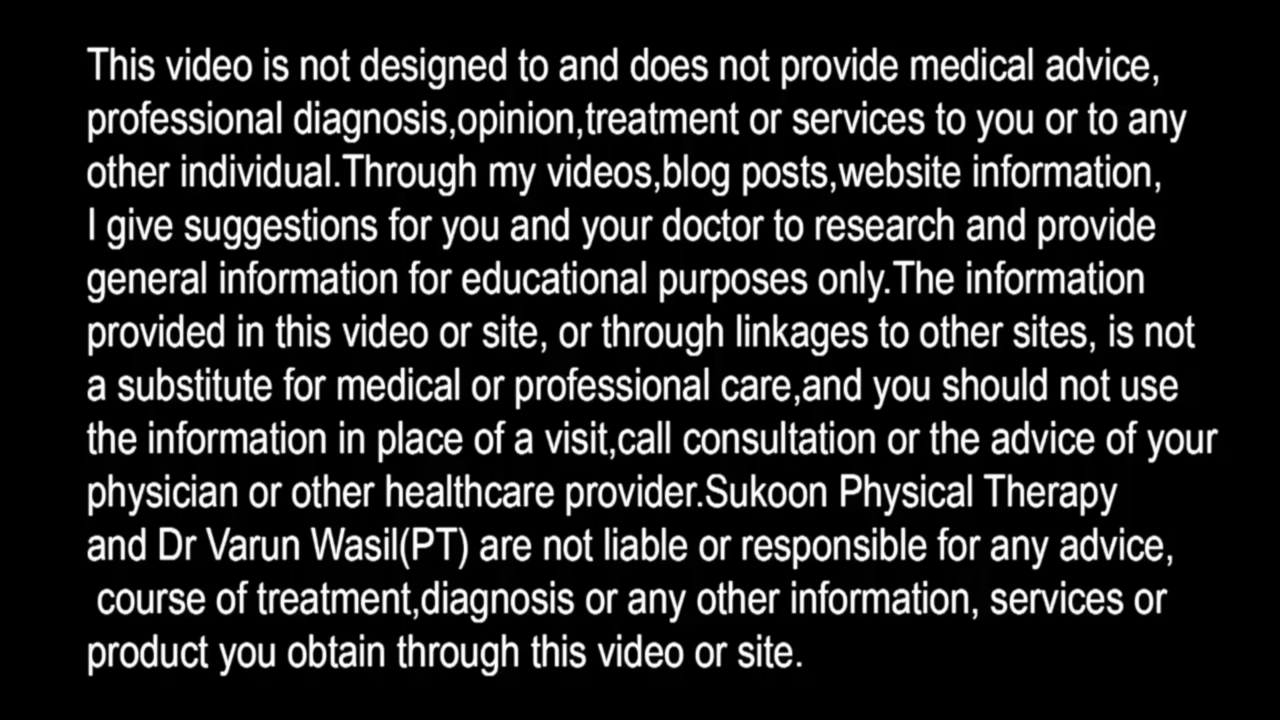 This video is not designed to and does not provide medical advice,
professional diagnosis,opinion,treatment or services to you or to any
other individual.Through my videos,blog posts,website information,
I give suggestions for you and your doctor to research and provide
general information for educational purposes only.The information
provided in this video or site, or through linkages to other sites, is not
a substitute for medical or professional care,and you should not use
the information in place of a visit,call consultation or the advice of your
physician or other healthcare provider.Sukoon Physical Therapy
and Dr Varun Wasil(PT) are not liable or responsible for any advice,
course of treatment,diagnosis or any other information, services or
product you obtain through this video or site.